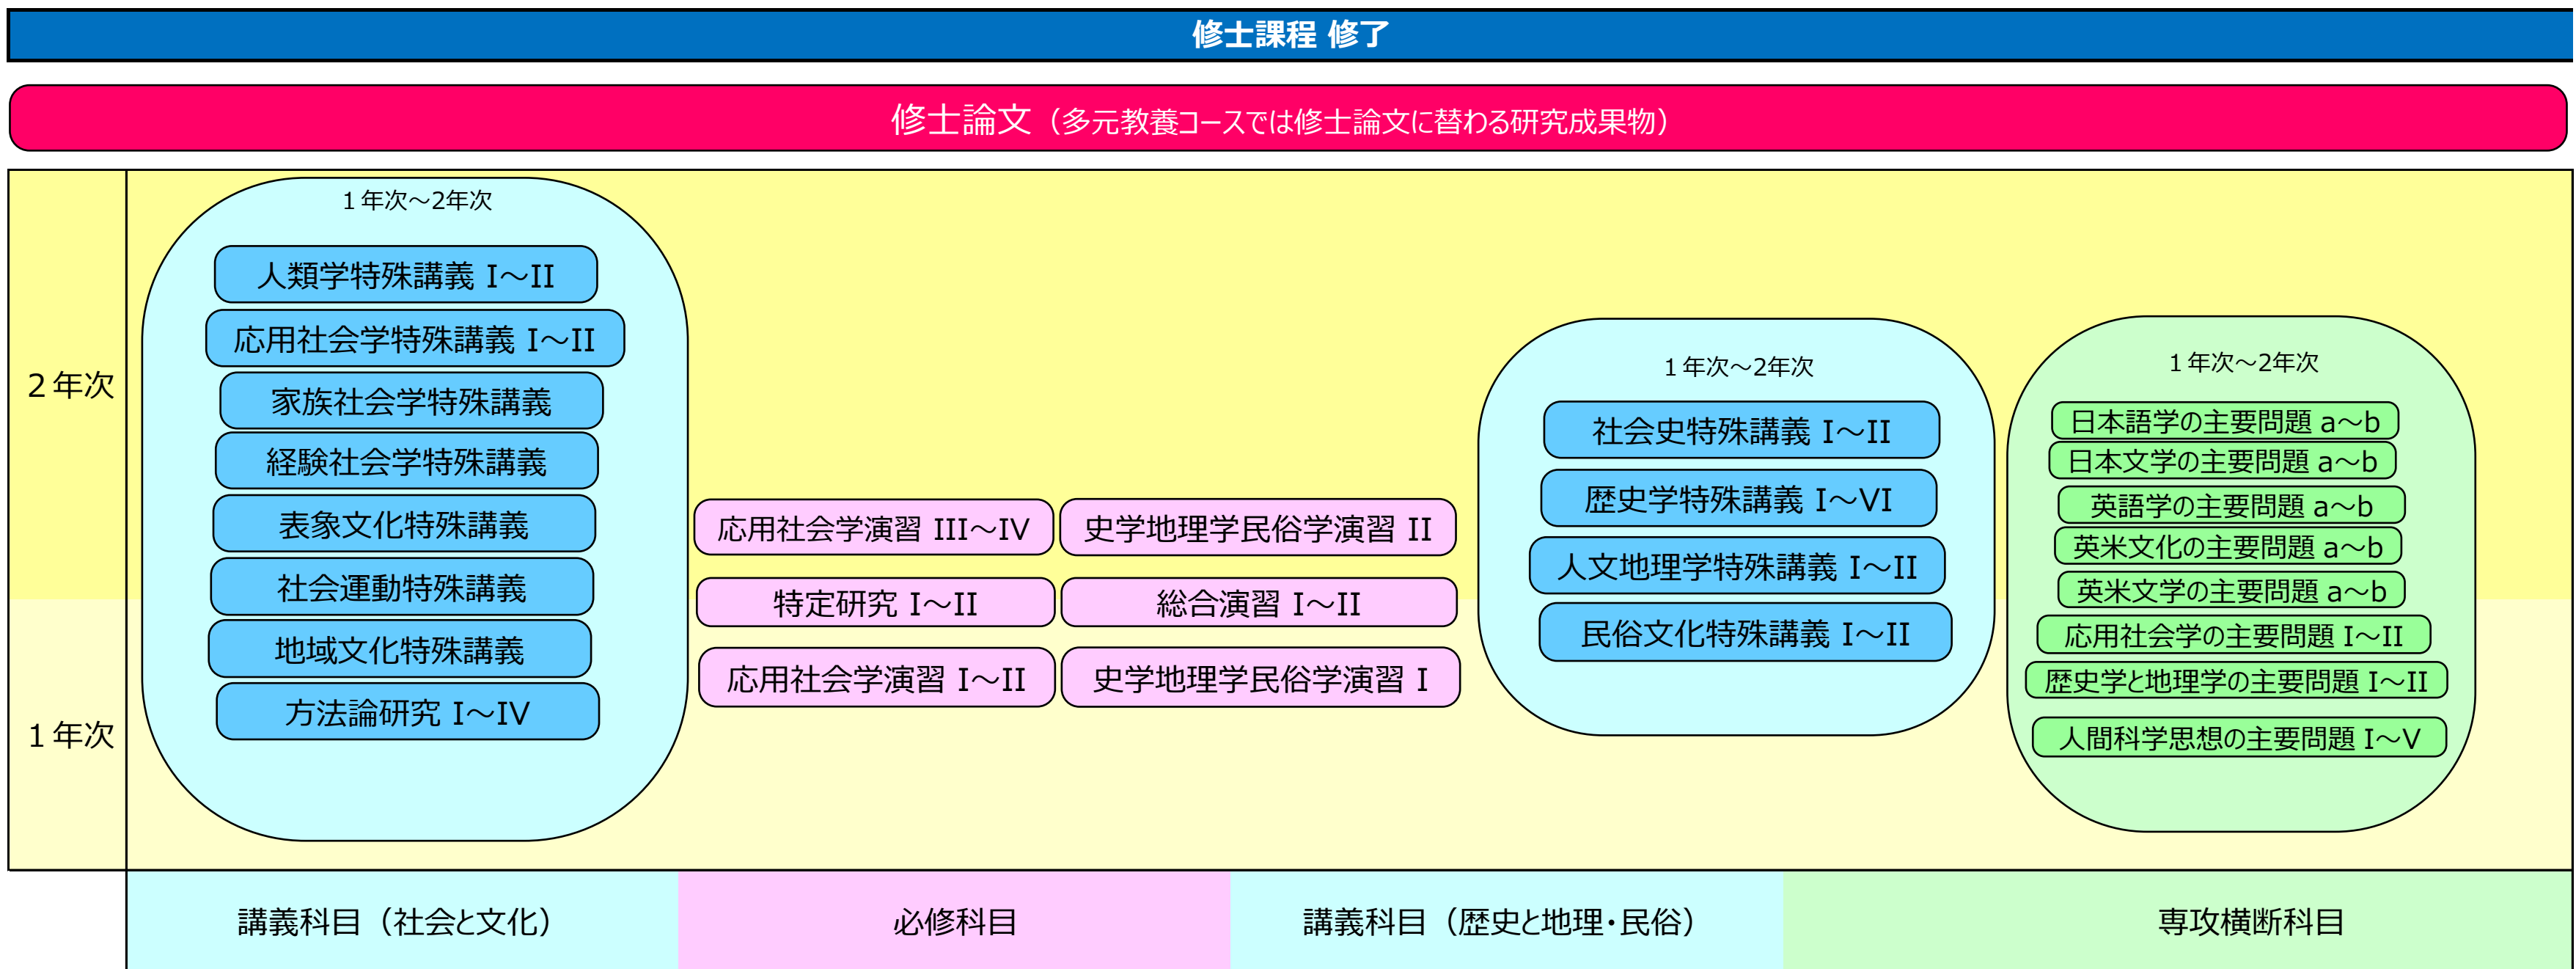 修士課程 修了
修士論文（多元教養コースでは修士論文に替わる研究成果物）
２年次
１年次
１年次～2年次
人類学特殊講義 I～II
応用社会学特殊講義 I～II
家族社会学特殊講義
経験社会学特殊講義
表象文化特殊講義
社会運動特殊講義
地域文化特殊講義
方法論研究 I～IV
応用社会学演習 III～IV
史学地理学民俗学演習 II
特定研究 I～II
総合演習 I～II
応用社会学演習 I～II
史学地理学民俗学演習 I
１年次～2年次
社会史特殊講義 I～II
歴史学特殊講義 I～VI
人文地理学特殊講義 I～II
民俗文化特殊講義 I～II
１年次～2年次
日本語学の主要問題 a～b
日本文学の主要問題 a～b
英語学の主要問題 a～b
英米文化の主要問題 a～b
英米文学の主要問題 a～b
応用社会学の主要問題 I～II
歴史学と地理学の主要問題 I～II
人間科学思想の主要問題 I～V
講義科目（社会と文化）
必修科目
講義科目（歴史と地理・民俗）
専攻横断科目